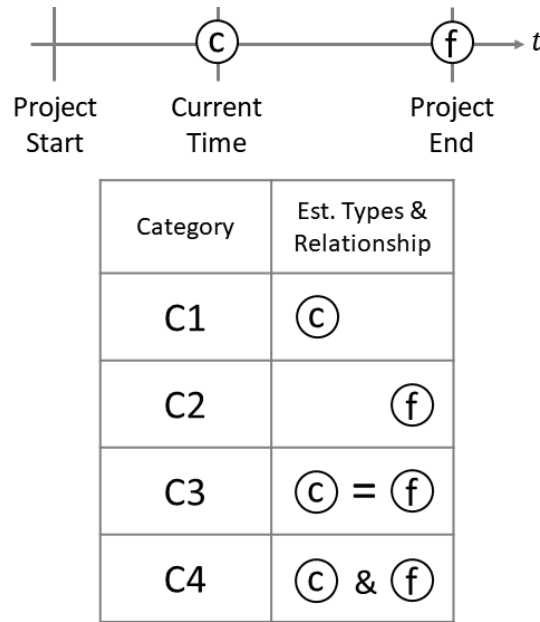 c f t
Project Start Current Time Project End
Category Est. Types & Relationship
C1 c
C2 f
C3 c = f
C4 c & f